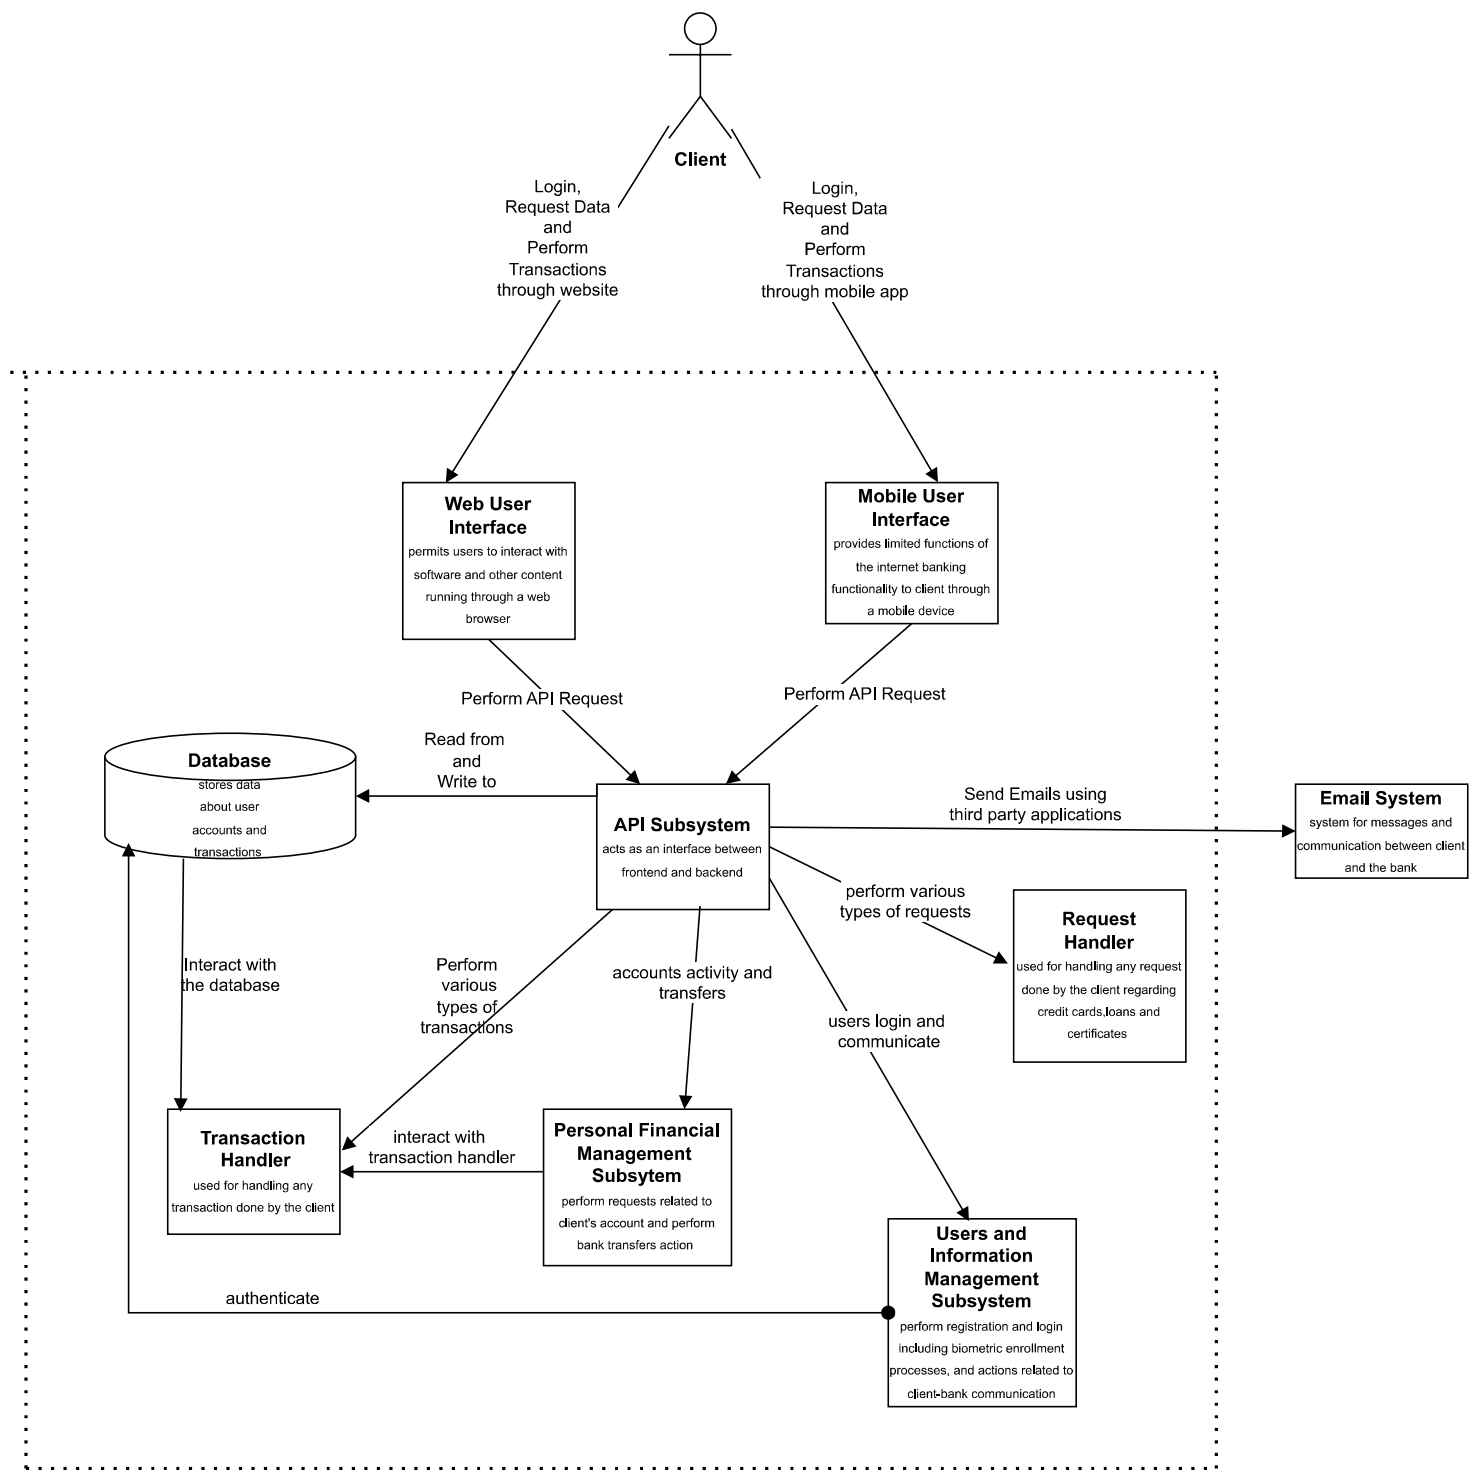 Client
Login,
Request Data
and
Perform
Transactions
through website
Login,
Request Data
and
Perform
Transactions
through mobile app
Web User
Interface
permits users to interact with
software and other content
running through a web
browser
Mobile User
Interface
provides limited functions of
the internet banking
functionality to client through
a mobile device
Perform API Request
Perform API Request
Read from
and
Write to
Database
stores data
about user
accounts and
transactions
API Subsystem
acts as an interface between
frontend and backend
Send Emails using
third party applications
Email System
system for messages and
communication between client
and the bank
perform various
types of requests
Request
Handler
used for handling any request
done by the client regarding
credit cards,loans and
certificates
Interact with
the database
Perform
various
types of
transactions
accounts activity and
transfers
users login and
communicate
Transaction
Handler
used for handling any
transaction done by the client
interact with
transaction handler
Personal Financial
Management
Subsytem
perform requests related to
client's account and perform
bank transfers action
Users and
Information
Management
Subsystem
perform registration and login
including biometric enrollment
processes, and actions related to
client-bank communication
authenticate